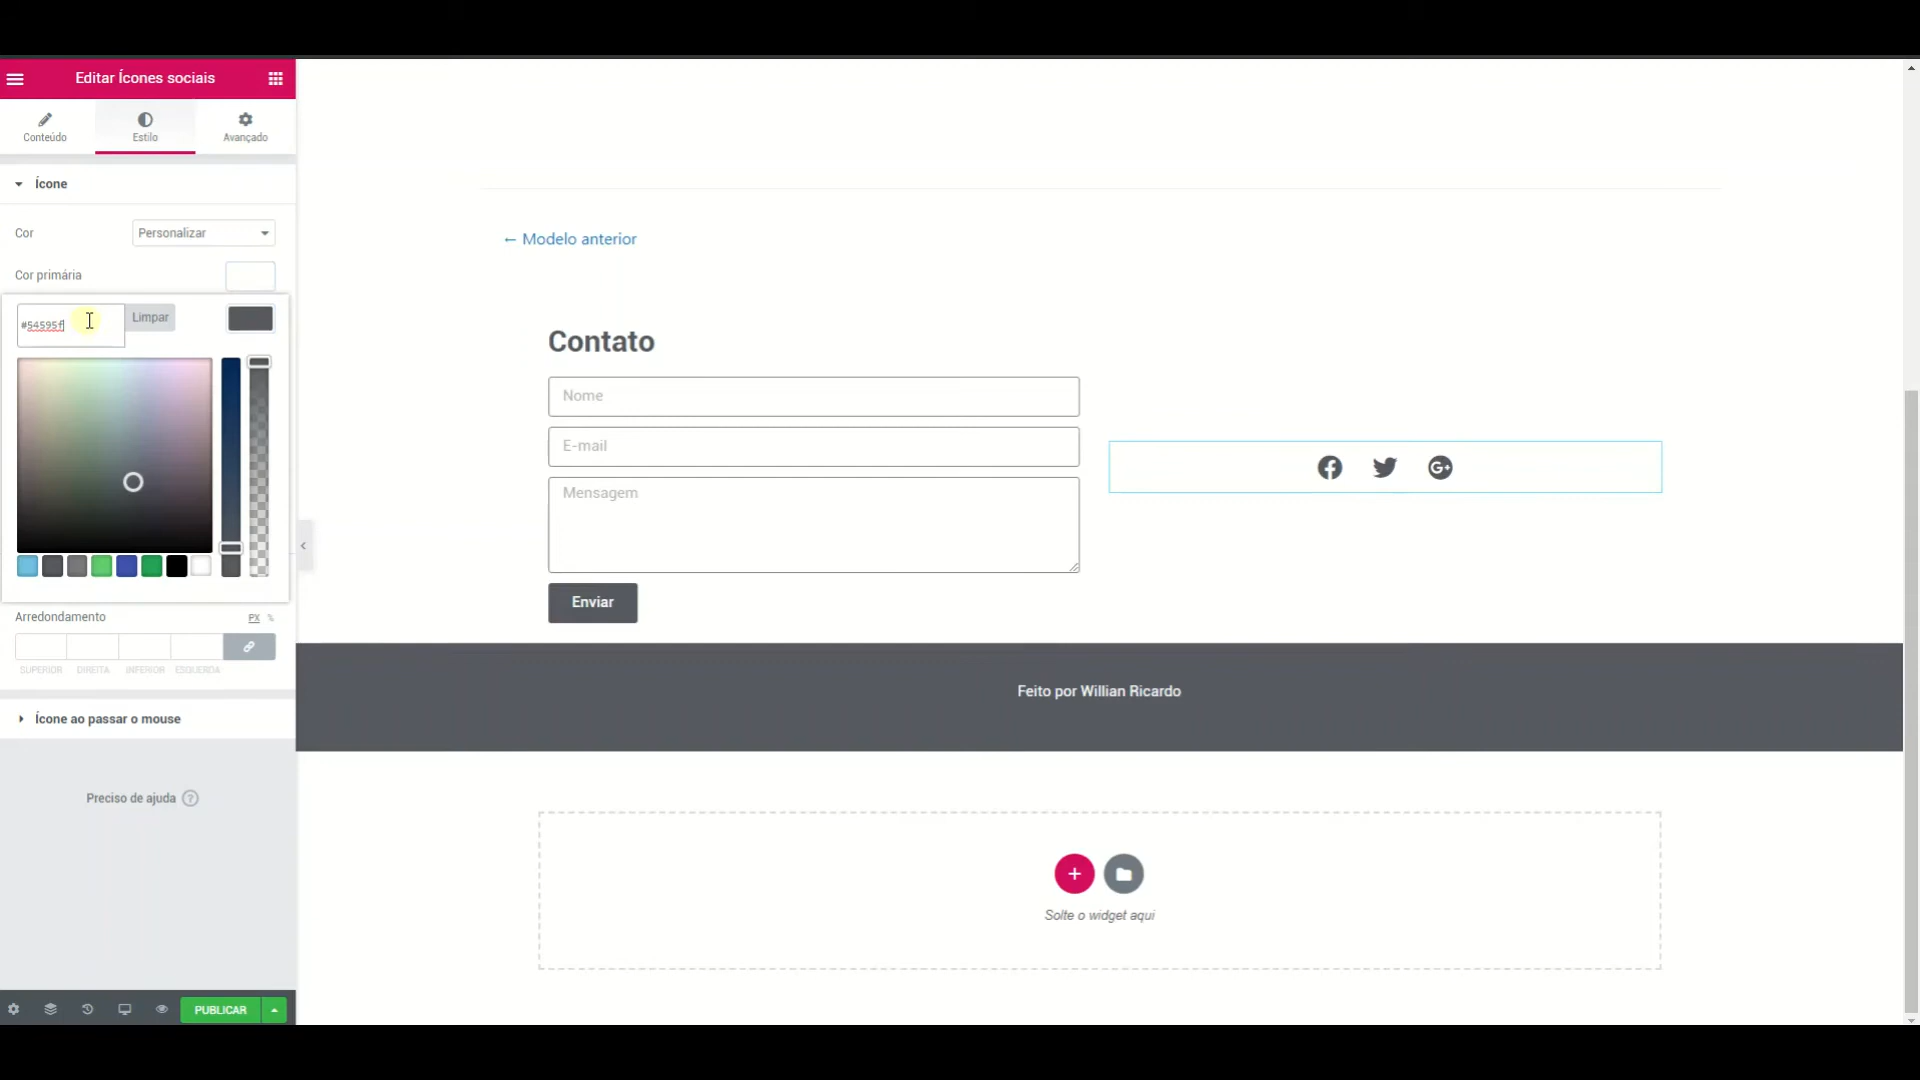 Editar Ícones sociais
Conteúdo
Estilo
Avançado
Ícone
Cor
Personalizar
Cor primária
#54595f
Limpar
Arredondamento
PX %
SUPERIOR DIREITA INFERIOR ESQUERDA
Ícone ao passar o mouse
Preciso de ajuda ?
PUBLICAR
← Modelo anterior
Contato
Nome
E-mail
Mensagem
Enviar
G+
Feito por Willian Ricardo
Solte o widget aqui